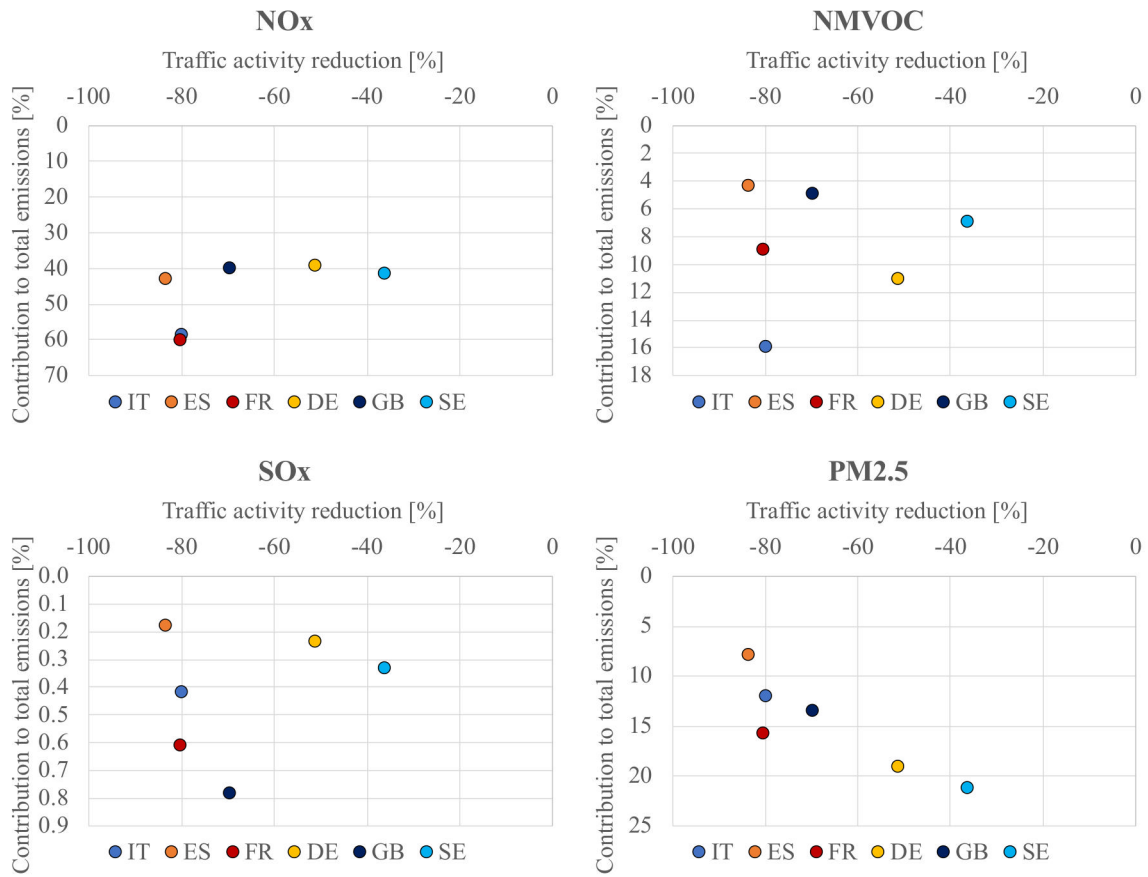 NOx
Traffic activity reduction [%]
-100 -80 -60 -40 -20 0
Contribution to total emissions [%]
0
10
20
30
40
50
60
70
IT ES FR DE GB SE
NMVOC
Traffic activity reduction [%]
-100 -80 -60 -40 -20 0
Contribution to total emissions [%]
0
2
4
6
8
10
12
14
16
18
IT ES FR DE GB SE
SOx
Traffic activity reduction [%]
-100 -80 -60 -40 -20 0
Contribution to total emissions [%]
0.0
0.1
0.2
0.3
0.4
0.5
0.6
0.7
0.8
0.9
IT ES FR DE GB SE
PM2.5
Traffic activity reduction [%]
-100 -80 -60 -40 -20 0
Contribution to total emissions [%]
0
5
10
15
20
25
IT ES FR DE GB SE